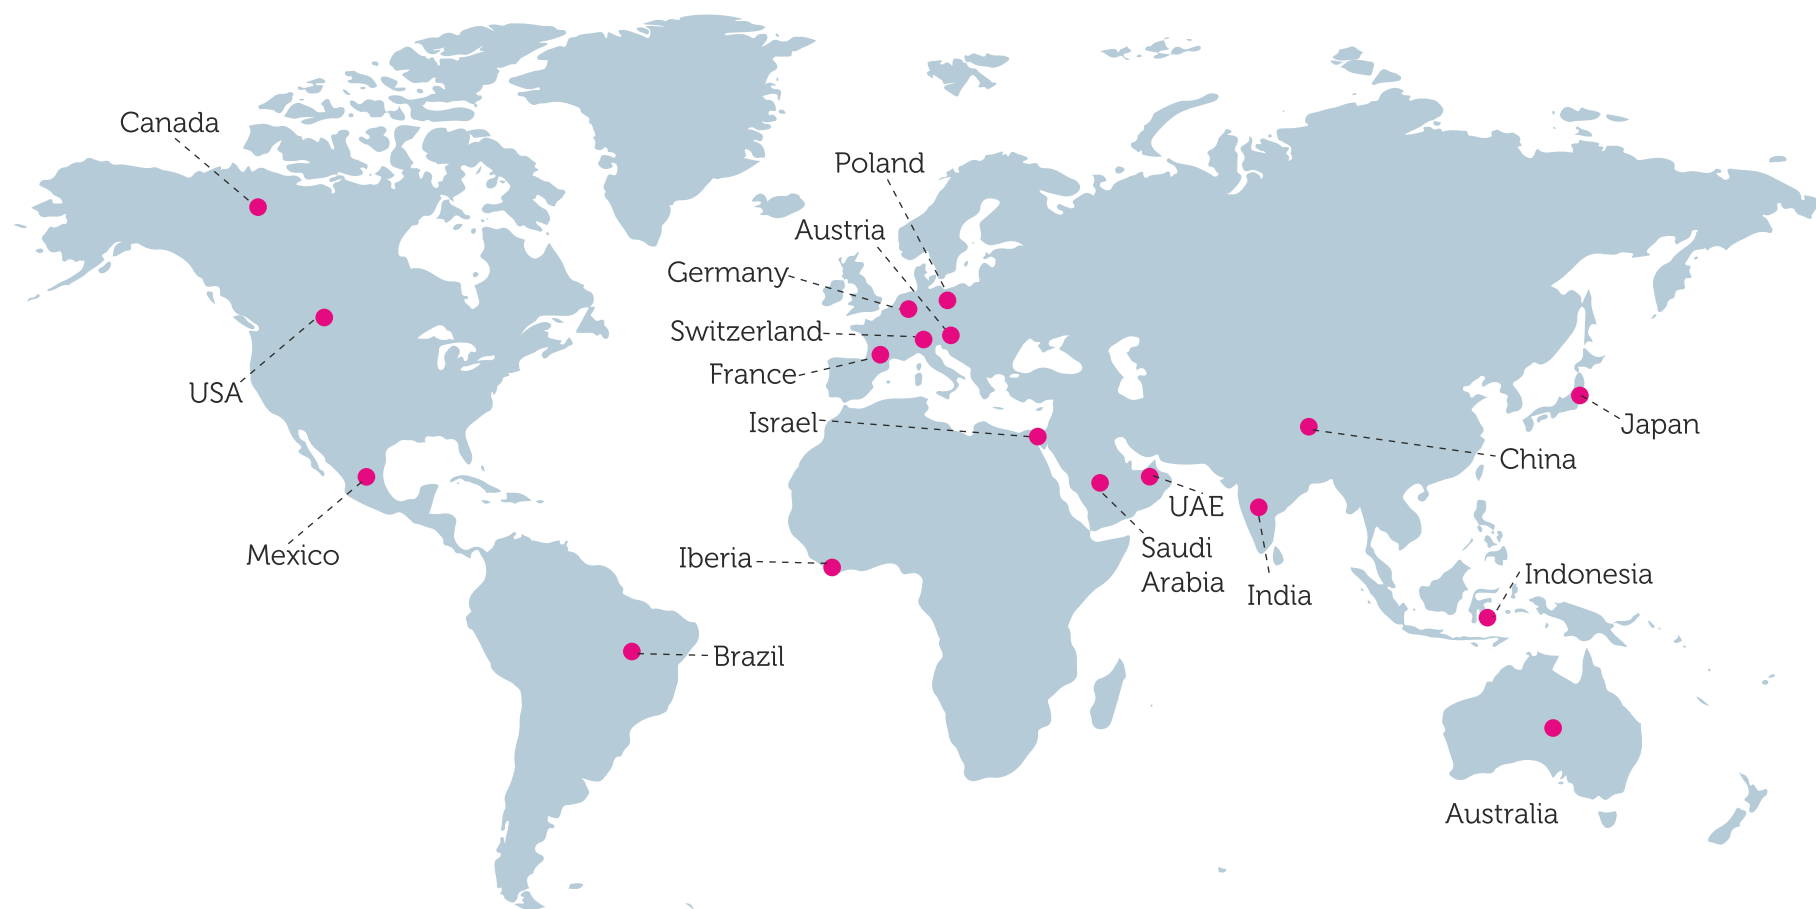 Canada
Poland
Austria
Germany
Switzerland
France
USA
Israel
Japan
China
UAE
Mexico
Iberia
Saudi
Arabia
India
Indonesia
Brazil
Australia